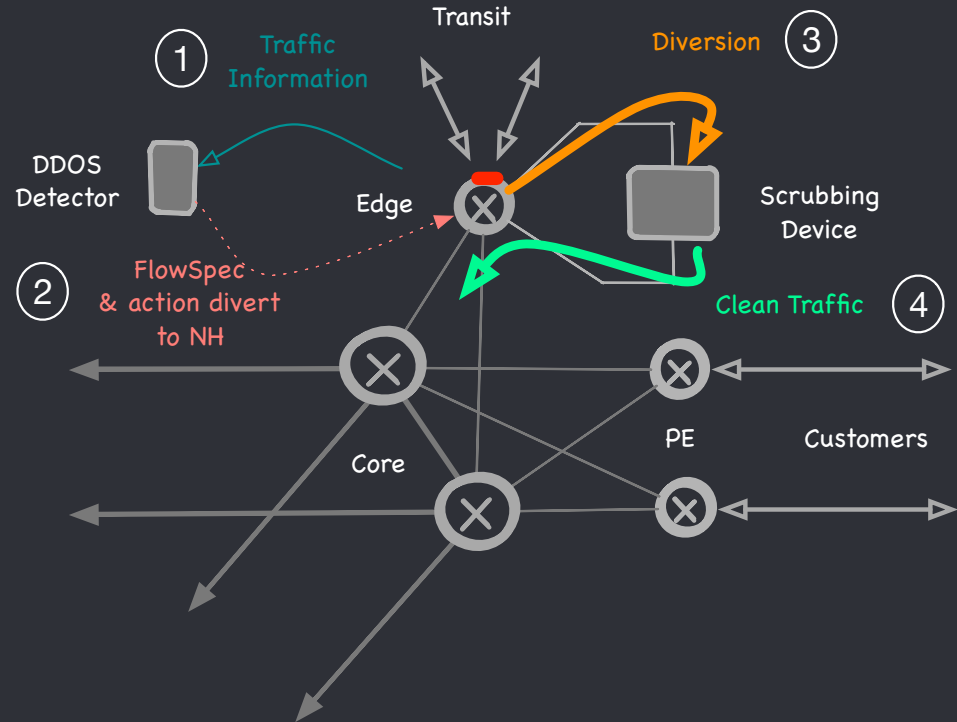 Transit
1
Traffic
Information
Diversion
3
DDOS
Detector
Edge
Scrubbing
Device
2
FlowSpec
& action divert
to NH
Clean Traffic
4
Core
PE
Customers